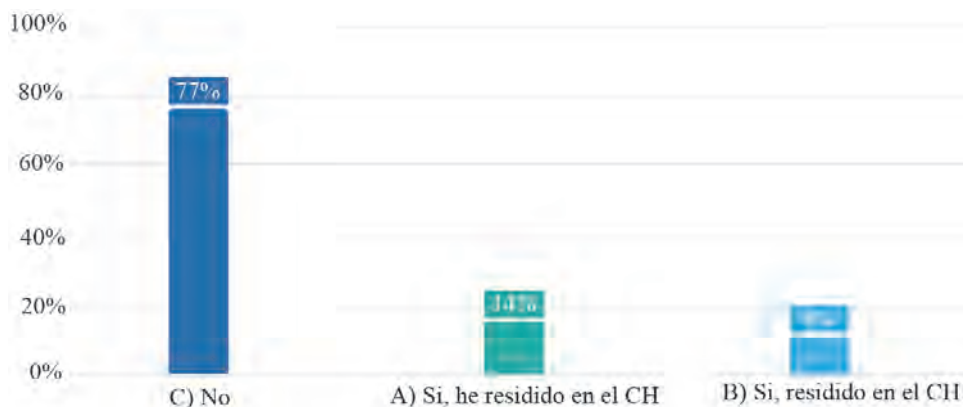 100%
77%
80%
60%
40%
14%
20%
0%
C) No
A) Si, he residido en el CH
B) Si, residido en el CH